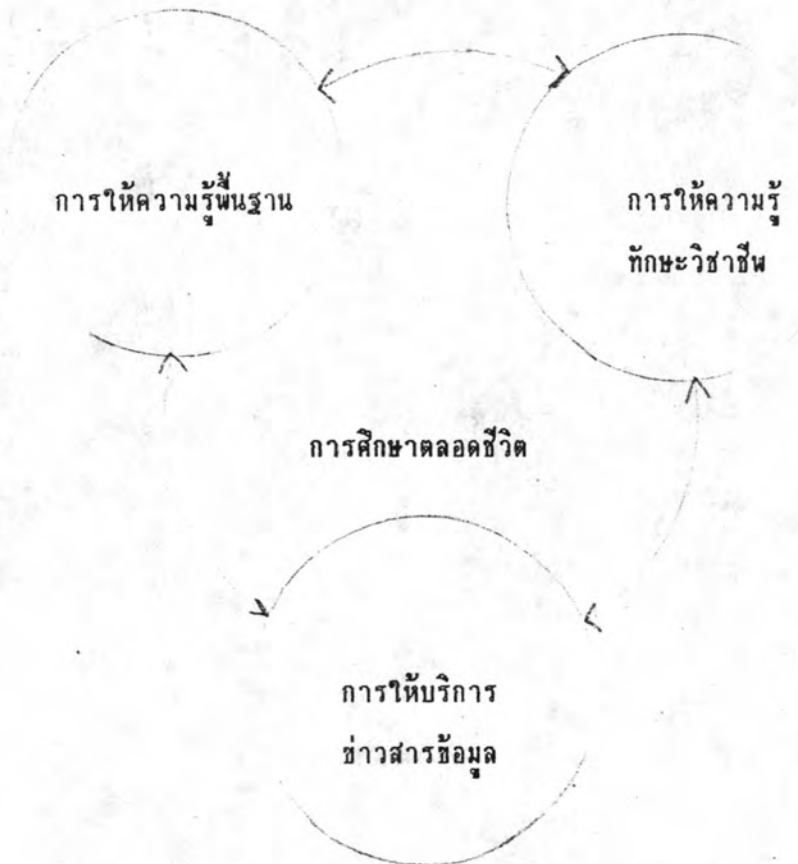 การให้ความรู้พื้นฐาน
การให้ความรู้
ทักษะวิชาชีพ
การศึกษาตลอดชีวิต
การให้บริการ
ข่าวสารข้อมูล